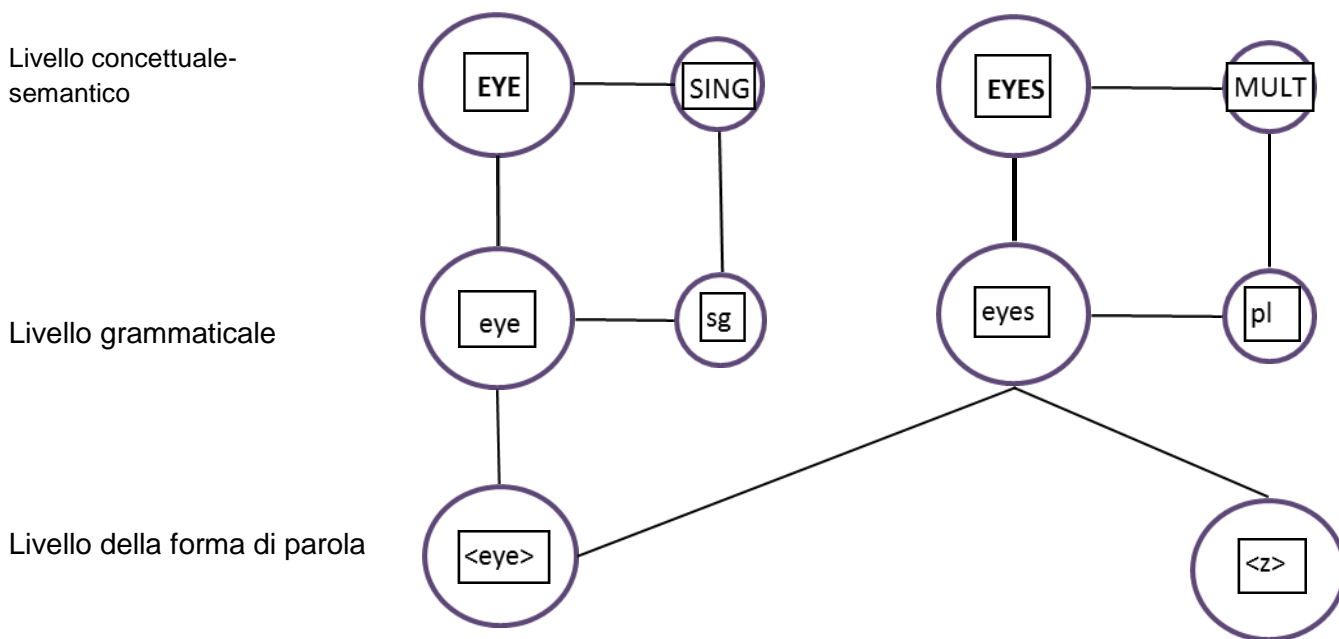 Livello concettuale-
semantico
EYE
SING
EYES
MULT
Livello grammaticale
eye
sg
eyes
pl
Livello della forma di parola
<eye>
<z>